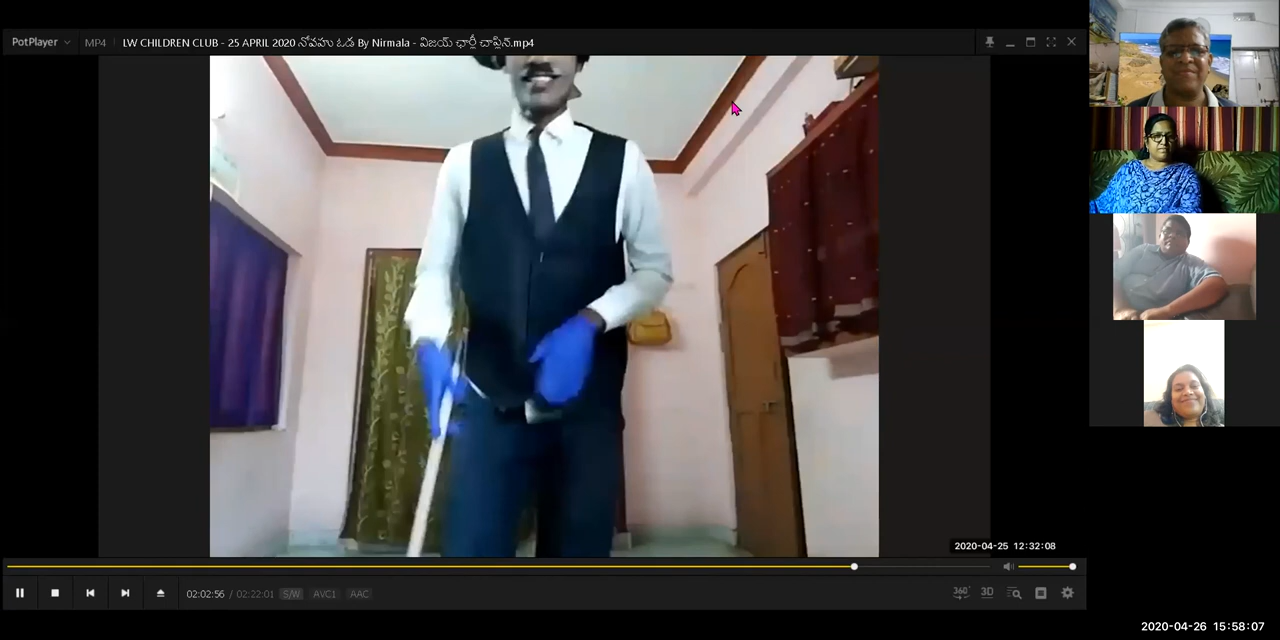 PotPlayer MP4 LW CHILDREN CLUB - 25 APRIL 2020 నోవహు ఓడ By Nirmala - విజయ్ ఛార్లీ చాప్లిన్.mp4
2020-04-25 12:32:08
02:02:56 / 02:22:01 S/W AVC1 AAC 360° 3D
2020-04-26 15:58:07